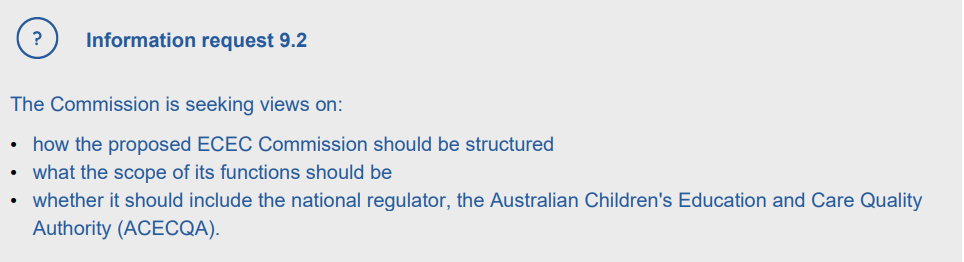 ?
Information request 9.2
The Commission is seeking views on:
• how the proposed ECEC Commission should be structured
• what the scope of its functions should be
• whether it should include the national regulator, the Australian Children's Education and Care Quality
Authority (ACECQA).